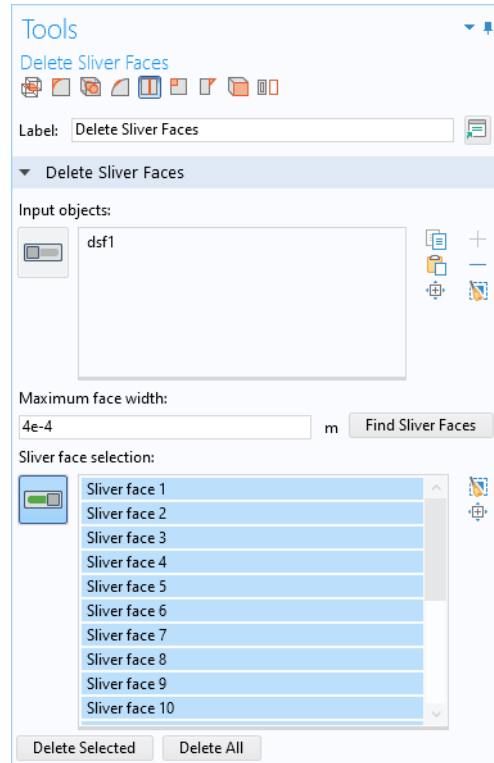 Tools
Delete Sliver Faces
Label: Delete Sliver Faces
Delete Sliver Faces
Input objects:
dsf1
Maximum face width:
4e-4 m Find Sliver Faces
Sliver face selection:
Sliver face 1
Sliver face 2
Sliver face 3
Sliver face 4
Sliver face 5
Sliver face 6
Sliver face 7
Sliver face 8
Sliver face 9
Sliver face 10
Delete Selected Delete All